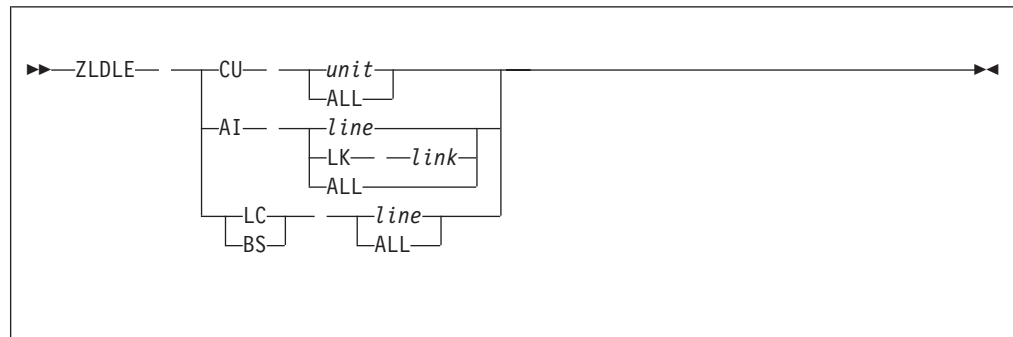 ZLDLE CU unit
ALL
AI line
LK link
ALL
LC line
BS ALL